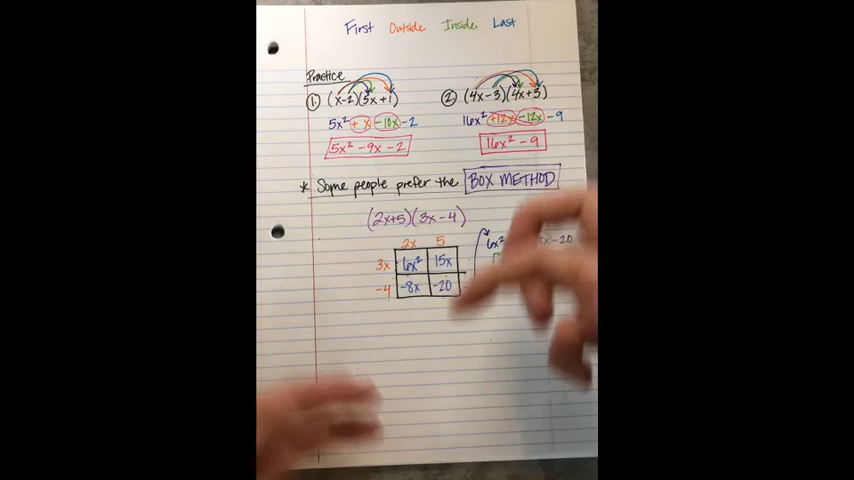 First Outside Inside Last
Practice
1. (x-2)(5x+1)
5x² + x -10x -2
5x² -9x -2
2. (4x-3)(4x+3)
16x² +12x -12x -9
16x² -9
* Some people prefer the BOX METHOD
(2x+5)(3x-4)
2x 5
3x 6x² 15x
-4 -8x -20
6x² -20